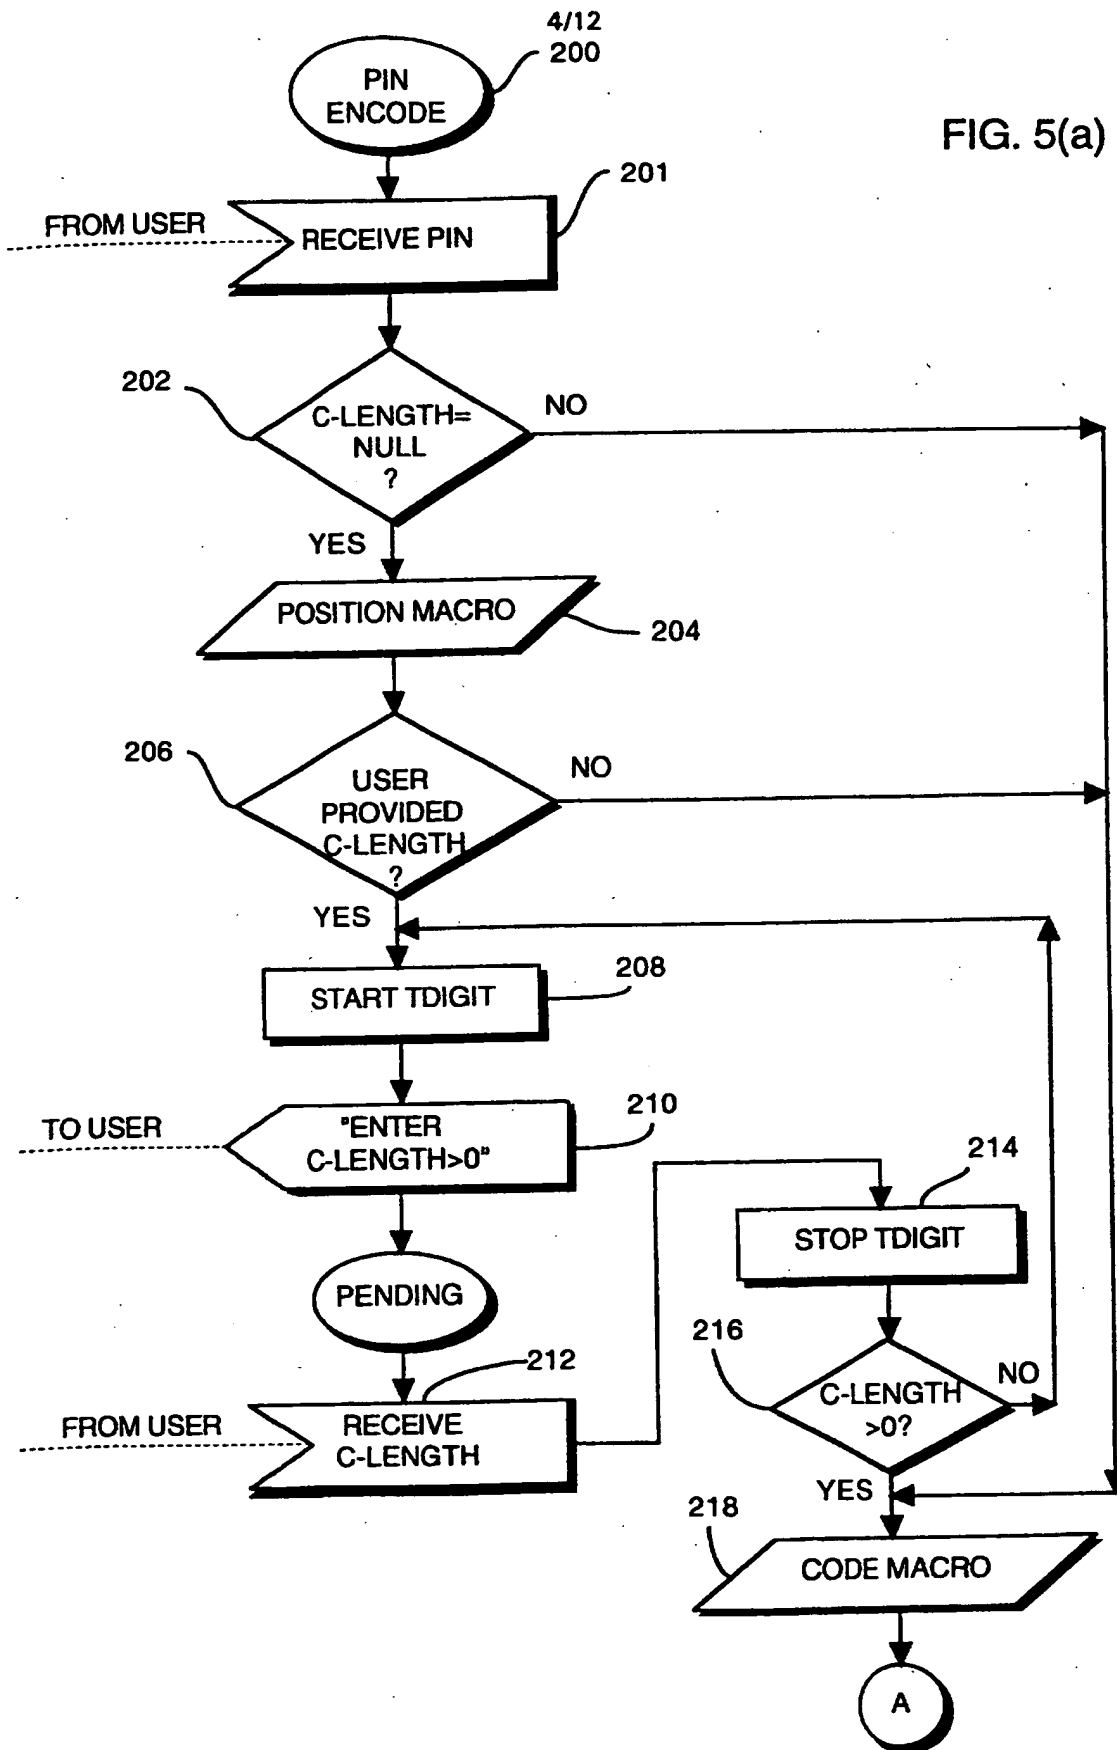 4/12
200
PIN
ENCODE
FIG. 5(a)
201
FROM USER
RECEIVE PIN
202
C-LENGTH=
NULL
?
NO
YES
POSITION MACRO
204
206
USER
PROVIDED
C-LENGTH
?
NO
YES
START TDIGIT
208
TO USER
"ENTER
C-LENGTH>0"
210
PENDING
212
FROM USER
RECEIVE
C-LENGTH
214
STOP TDIGIT
216
C-LENGTH
>0?
NO
YES
218
CODE MACRO
A